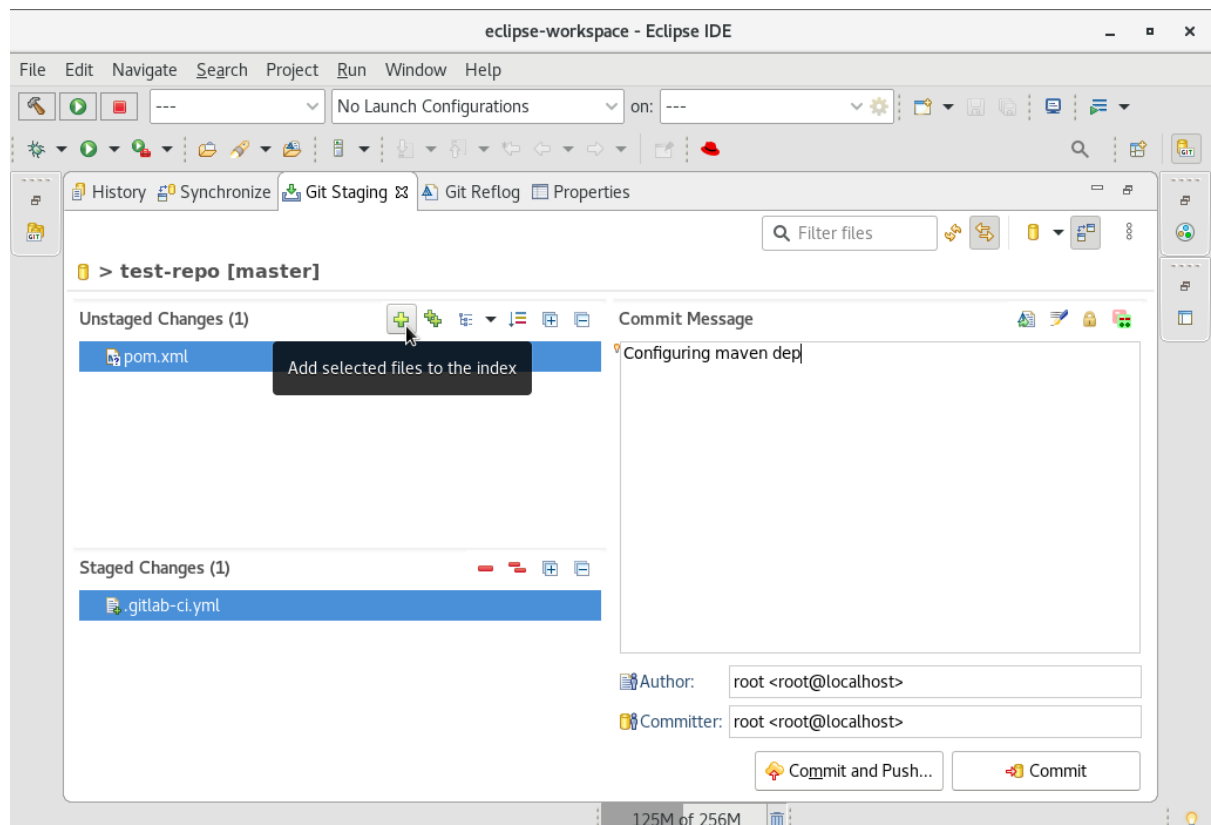 eclipse-workspace - Eclipse IDE
File Edit Navigate Search Project Run Window Help
--- No Launch Configurations on: ---
History Synchronize Git Staging Git Reflog Properties
Filter files
> test-repo [master]
Unstaged Changes (1)
pom.xml
Add selected files to the index
Staged Changes (1)
.gitlab-ci.yml
Commit Message
Configuring maven dep
Author: root <root@localhost>
Committer: root <root@localhost>
Commit and Push... Commit
125M of 256M